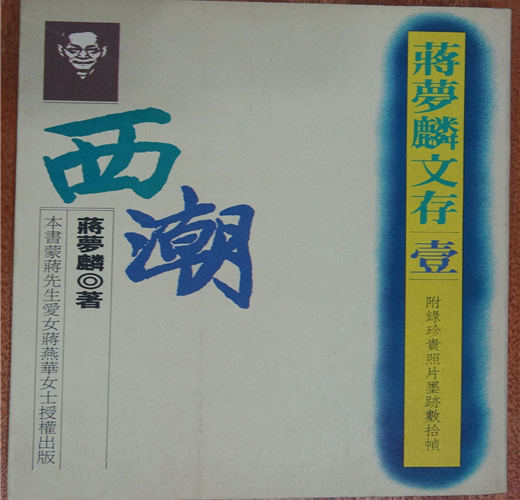 蔣夢麟文存
壹
附錄珍貴照片墨跡數拾幀
西潮
蔣夢麟◎著
本書蒙蔣先生愛女蔣燕華女士授權出版